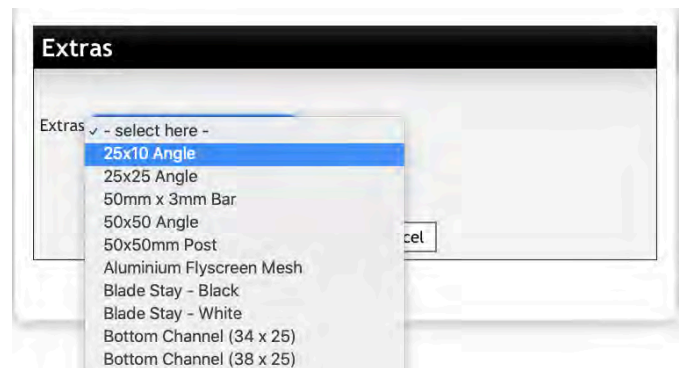 Extras
Extras
✓ - select here -
25x10 Angle
25x25 Angle
50mm x 3mm Bar
50x50 Angle
50x50mm Post
Aluminium Flyscreen Mesh
Blade Stay - Black
Blade Stay - White
Bottom Channel (34 x 25)
Bottom Channel (38 x 25)